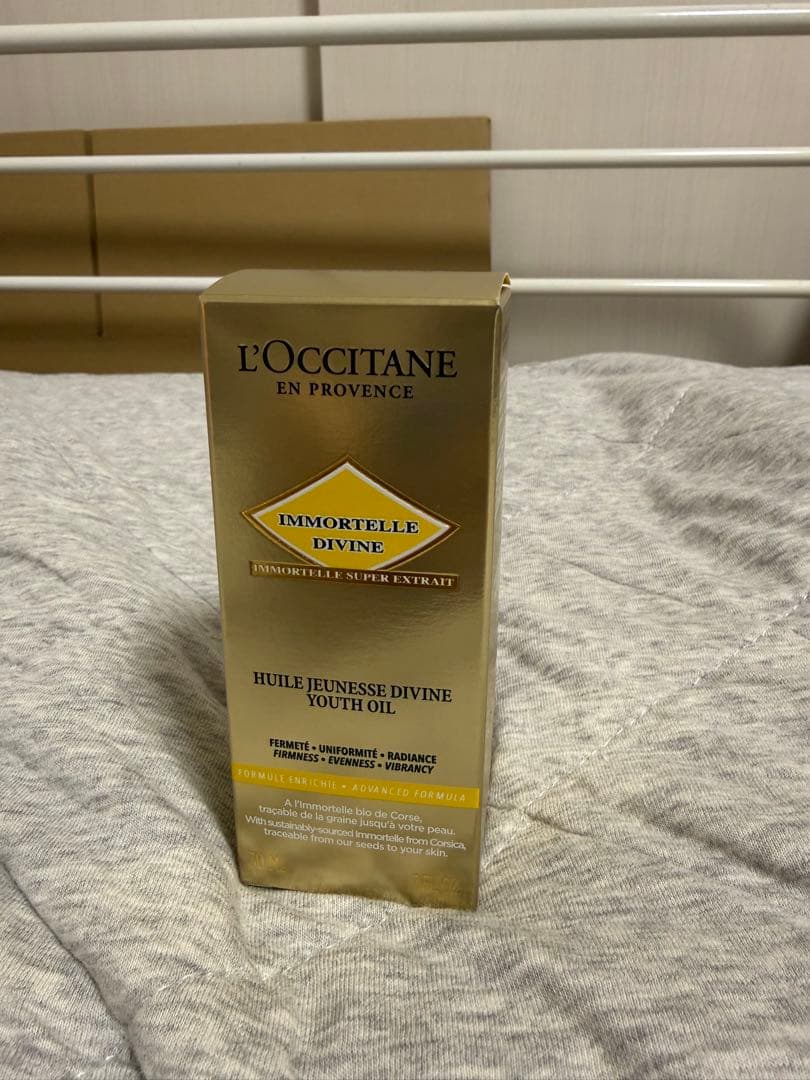 L'OCCITANE
EN PROVENCE
IMMORTELLE
DIVINE
IMMORTELLE SUPER EXTRAIT
HUILE JEUNESSE DIVINE
YOUTH OIL
FERMETÉ • UNIFORMITÉ • RADIANCE
FIRMNESS • EVENNESS • VIBRANCY
FORMULE ENRICHIE • ADVANCED FORMULA
A l'Immortelle bio de Corse,
traçable de la graine jusqu'à votre peau.
With sustainably-sourced Immortelle from Corsica,
traceable from our seeds to your skin.